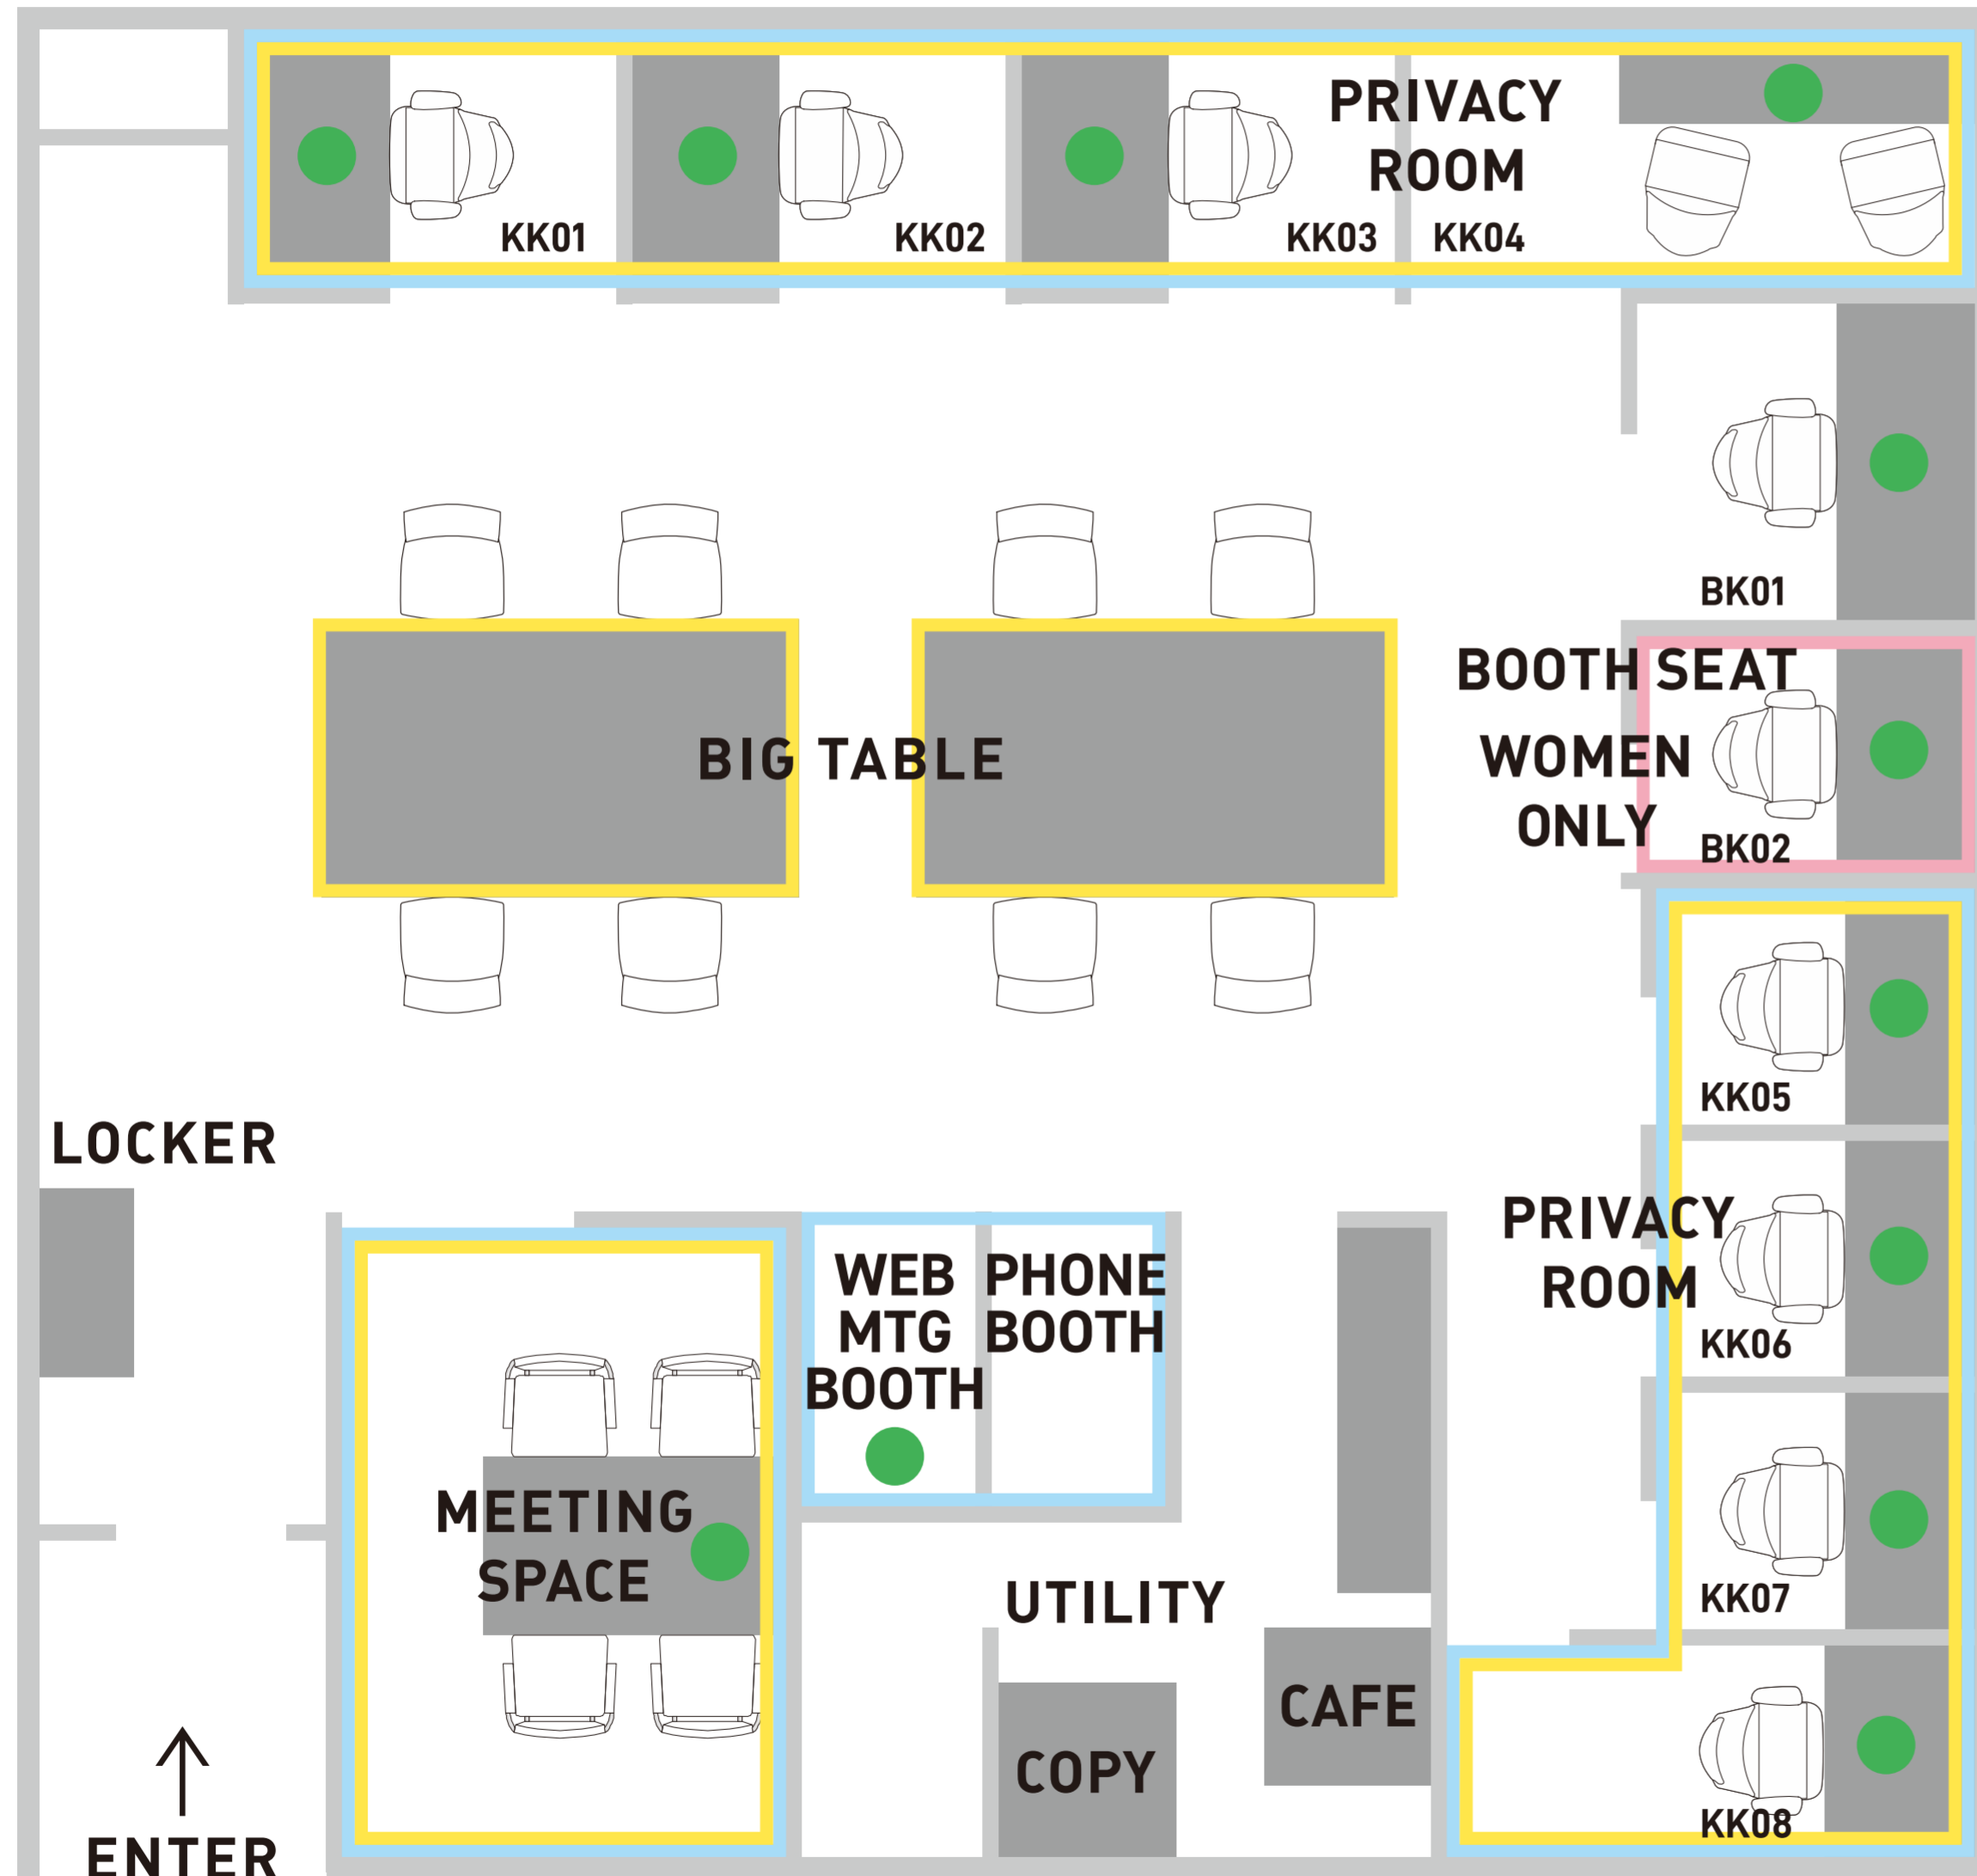 PRIVACY
ROOM
KK01
KK02
KK03
KK04
BK01
BOOTH SEAT
WOMEN
ONLY
BK02
BIG TABLE
KK05
LOCKER
PRIVACY
ROOM
KK06
WEB
MTG
BOOTH
PHONE
BOOTH
MEETING
SPACE
UTILITY
KK07
CAFE
COPY
KK08
ENTER